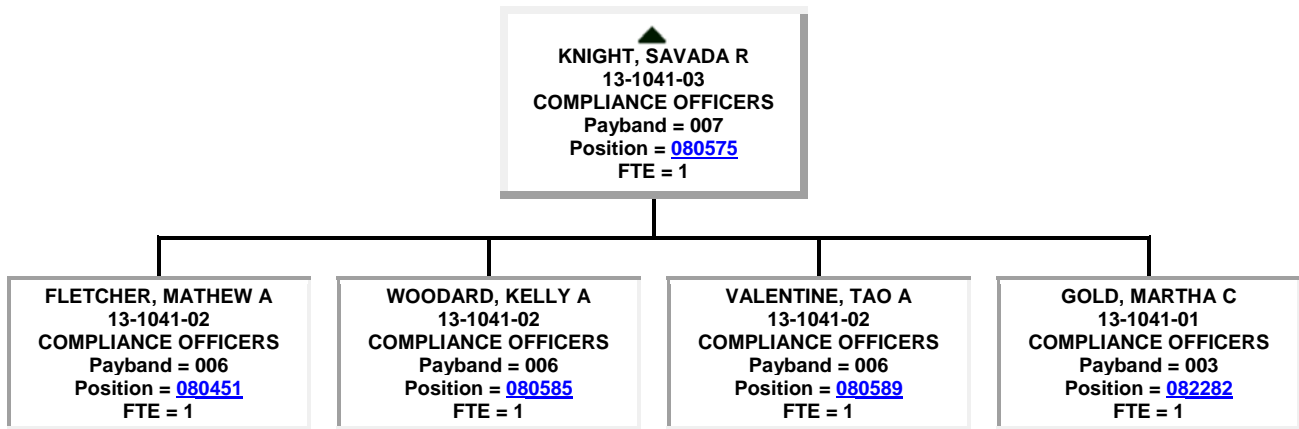 KNIGHT, SAVADA R
13-1041-03
COMPLIANCE OFFICERS
Payband = 007
Position = 080575
FTE = 1
FLETCHER, MATHEW A
13-1041-02
COMPLIANCE OFFICERS
Payband = 006
Position = 080451
FTE = 1
WOODARD, KELLY A
13-1041-02
COMPLIANCE OFFICERS
Payband = 006
Position = 080585
FTE = 1
VALENTINE, TAO A
13-1041-02
COMPLIANCE OFFICERS
Payband = 006
Position = 080589
FTE = 1
GOLD, MARTHA C
13-1041-01
COMPLIANCE OFFICERS
Payband = 003
Position = 082282
FTE = 1